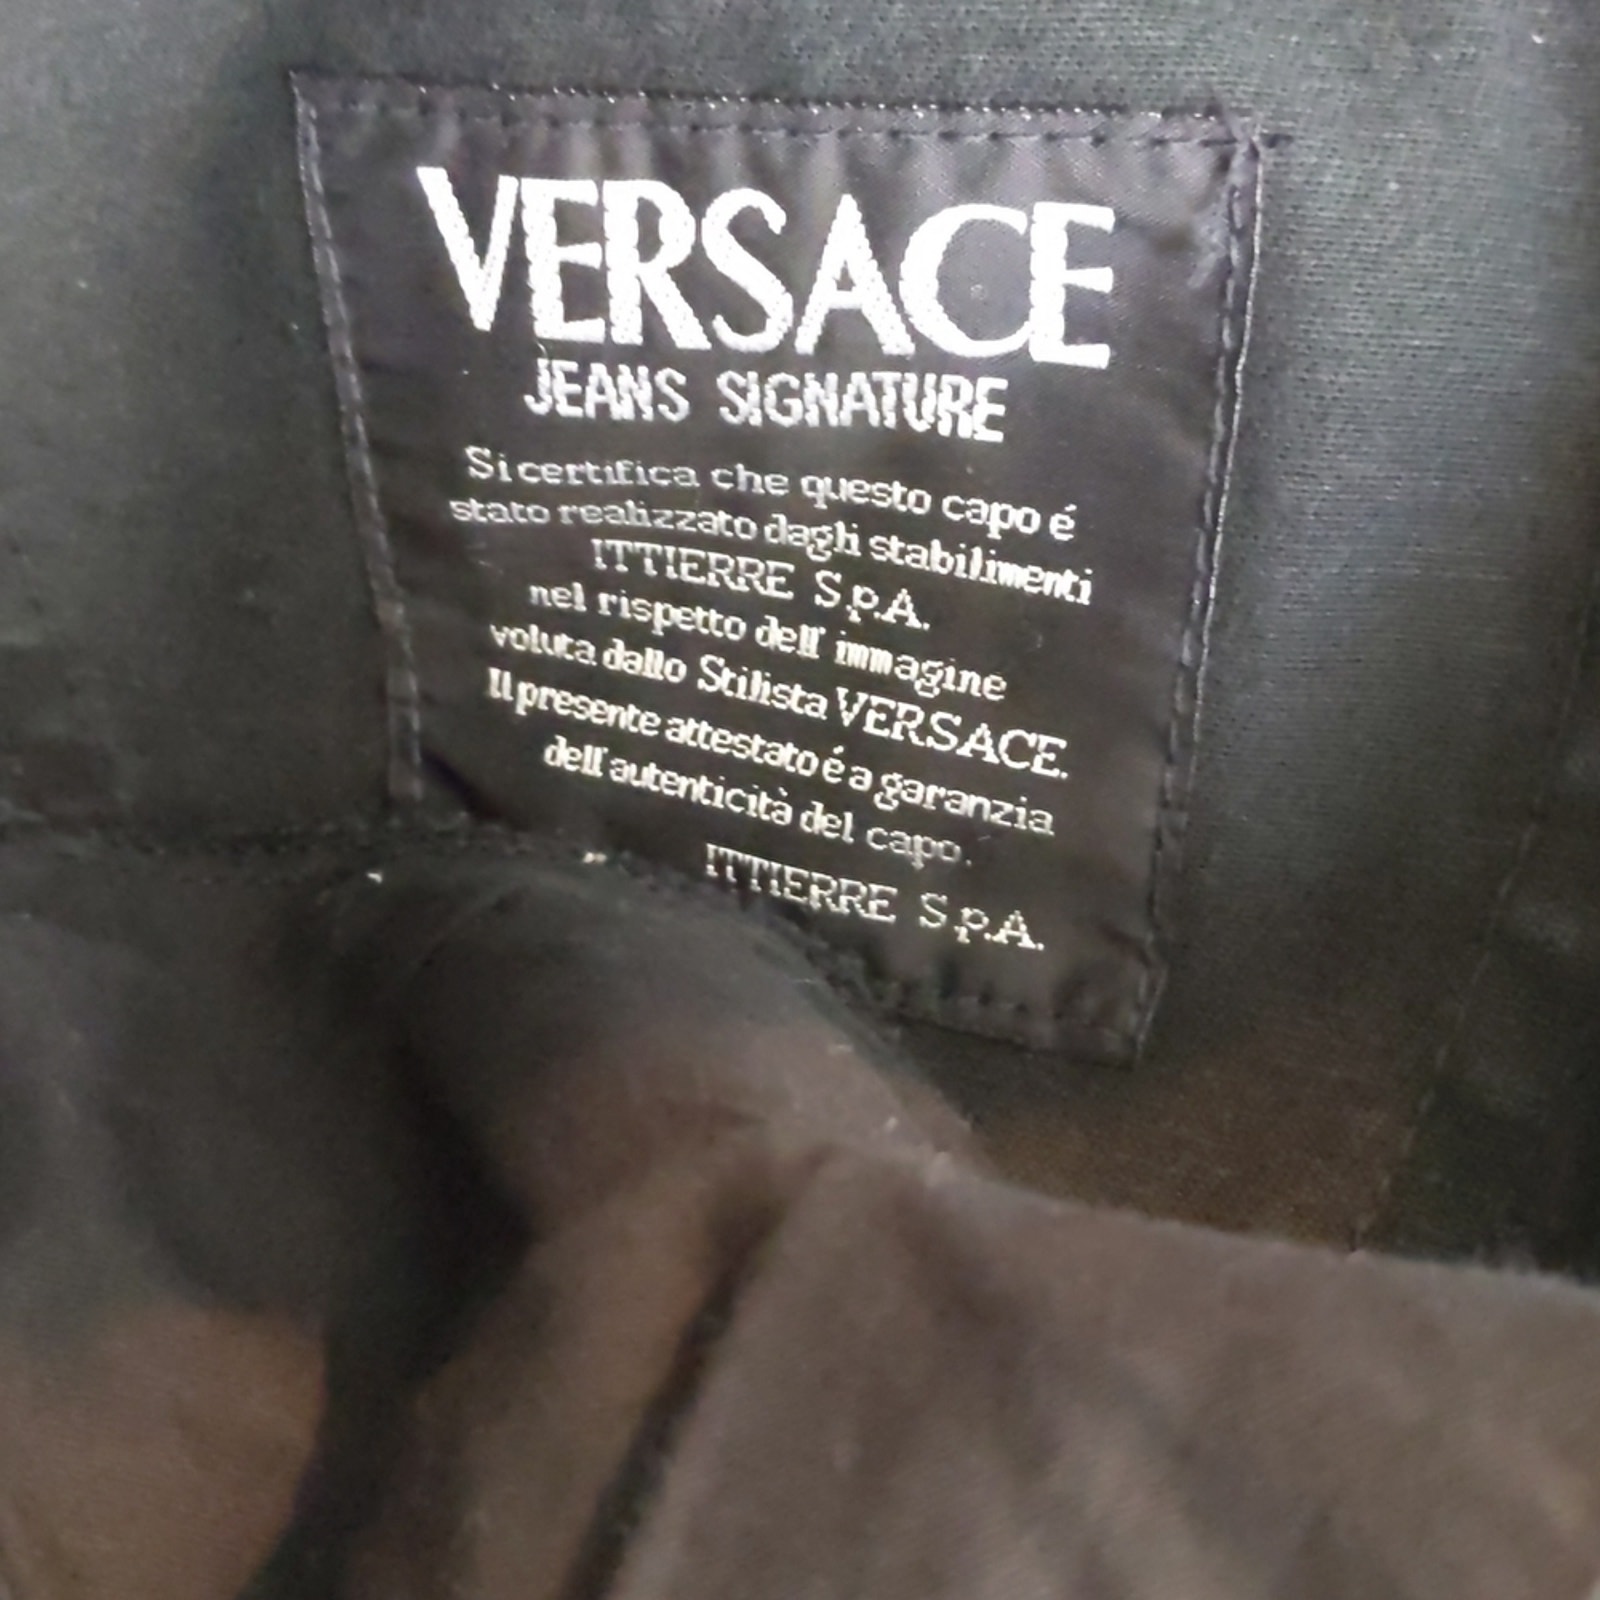 VERSACE
JEANS SIGNATURE
Si certifica che questo capo é
stato realizzato dagli stabilimenti
ITTIERRE S.p.A.
nel rispetto dell' immagine
voluta dallo Stilista VERSACE.
Il presente attestato é a garanzia
dell' autenticità del capo.
ITTIERRE S.p.A.